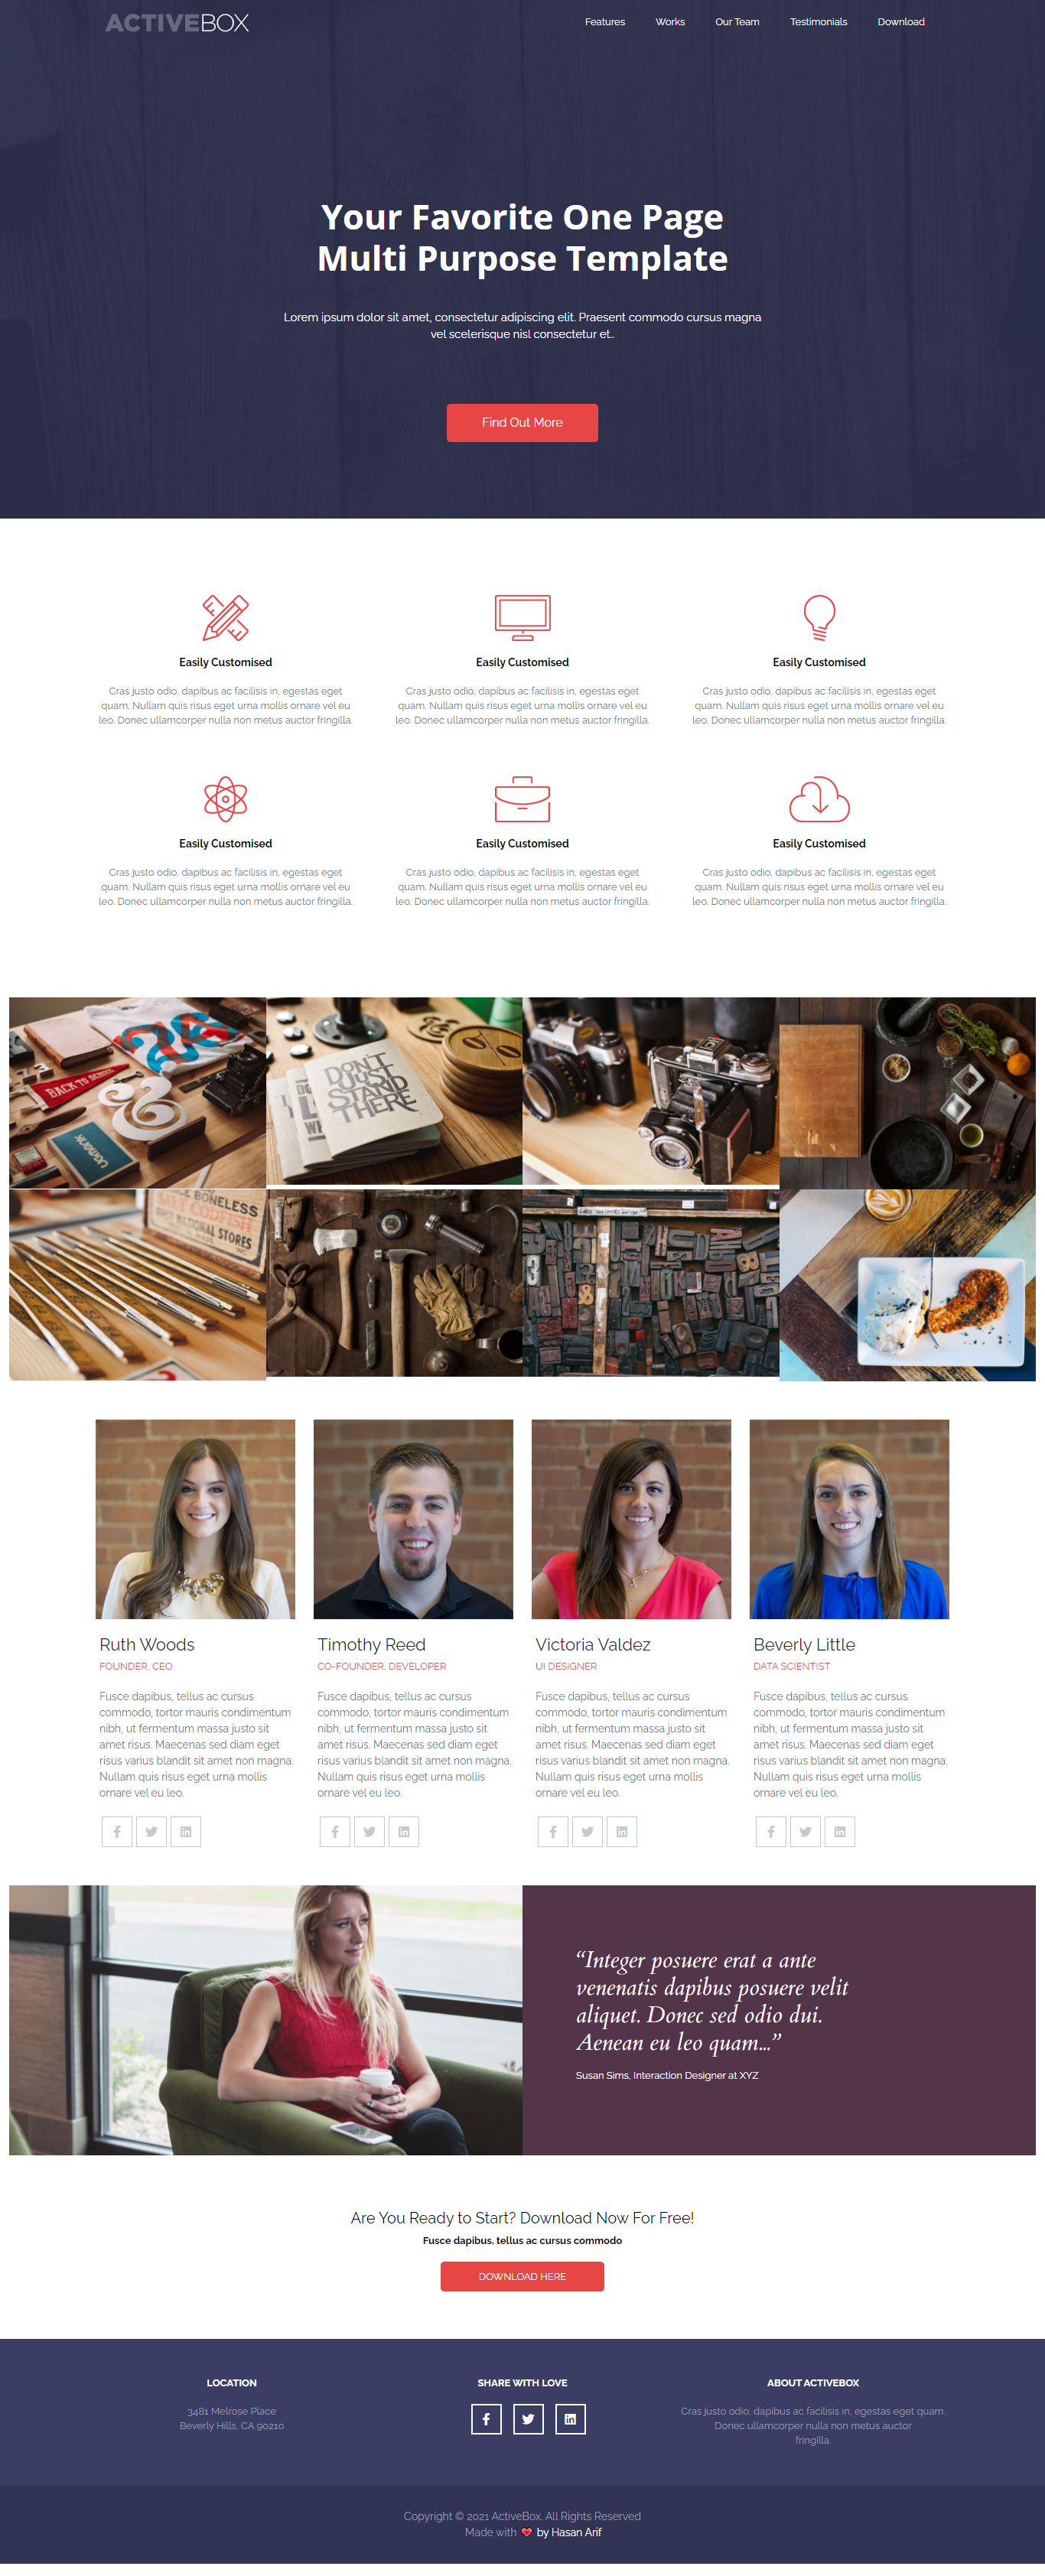 ACTIVEBOX
Features Works Our Team Testimonials Download
Your Favorite One Page
Multi Purpose Template
Lorem ipsum dolor sit amet, consectetur adipiscing elit. Praesent commodo cursus magna
vel scelerisque nisl consectetur et..
Find Out More
Easily Customised
Cras justo odio, dapibus ac facilisis in, egestas eget
quam. Nullam quis risus eget urna mollis ornare vel eu
leo. Donec ullamcorper nulla non metus auctor fringilla.
Easily Customised
Cras justo odio, dapibus ac facilisis in, egestas eget
quam. Nullam quis risus eget urna mollis ornare vel eu
leo. Donec ullamcorper nulla non metus auctor fringilla.
Easily Customised
Cras justo odio, dapibus ac facilisis in, egestas eget
quam. Nullam quis risus eget urna mollis ornare vel eu
leo. Donec ullamcorper nulla non metus auctor fringilla.
Easily Customised
Cras justo odio, dapibus ac facilisis in, egestas eget
quam. Nullam quis risus eget urna mollis ornare vel eu
leo. Donec ullamcorper nulla non metus auctor fringilla.
Easily Customised
Cras justo odio, dapibus ac facilisis in, egestas eget
quam. Nullam quis risus eget urna mollis ornare vel eu
leo. Donec ullamcorper nulla non metus auctor fringilla.
Easily Customised
Cras justo odio, dapibus ac facilisis in, egestas eget
quam. Nullam quis risus eget urna mollis ornare vel eu
leo. Donec ullamcorper nulla non metus auctor fringilla.
BACK TO SCHOOL
&
DON'T
JUST
STAND
THERE
BONELESS
STORES
Ruth Woods
FOUNDER, CEO
Fusce dapibus, tellus ac cursus
commodo, tortor mauris condimentum
nibh, ut fermentum massa justo sit
amet risus. Maecenas sed diam eget
risus varius blandit sit amet non magna.
Nullam quis risus eget urna mollis
ornare vel eu leo.
Timothy Reed
CO-FOUNDER, DEVELOPER
Fusce dapibus, tellus ac cursus
commodo, tortor mauris condimentum
nibh, ut fermentum massa justo sit
amet risus. Maecenas sed diam eget
risus varius blandit sit amet non magna.
Nullam quis risus eget urna mollis
ornare vel eu leo.
Victoria Valdez
UI DESIGNER
Fusce dapibus, tellus ac cursus
commodo, tortor mauris condimentum
nibh, ut fermentum massa justo sit
amet risus. Maecenas sed diam eget
risus varius blandit sit amet non magna.
Nullam quis risus eget urna mollis
ornare vel eu leo.
Beverly Little
DATA SCIENTIST
Fusce dapibus, tellus ac cursus
commodo, tortor mauris condimentum
nibh, ut fermentum massa justo sit
amet risus. Maecenas sed diam eget
risus varius blandit sit amet non magna.
Nullam quis risus eget urna mollis
ornare vel eu leo.
“Integer posuere erat a ante
venenatis dapibus posuere velit
aliquet. Donec sed odio dui.
Aenean eu leo quam...”
Susan Sims, Interaction Designer at XYZ
Are You Ready to Start? Download Now For Free!
Fusce dapibus, tellus ac cursus commodo
DOWNLOAD HERE
LOCATION
3481 Melrose Place
Beverly Hills, CA 90210
SHARE WITH LOVE
ABOUT ACTIVEBOX
Cras justo odio, dapibus ac facilisis in, egestas eget quam.
Donec ullamcorper nulla non metus auctor
fringilla.
Copyright © 2021 ActiveBox. All Rights Reserved
Made with ❤ by Hasan Arif